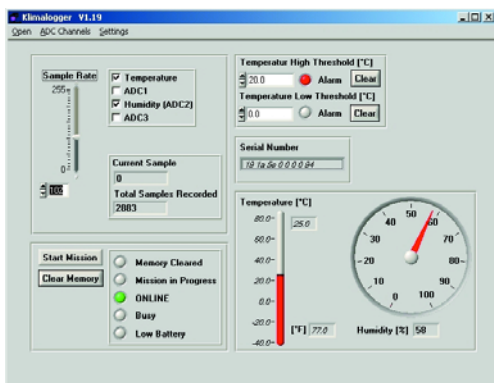 Klimalogger V1.19
Open ADC Channels Settings
Sample Rate
255
0
102
Temperature
ADC1
Humidity (ADC2)
ADC3
Current Sample
0
Total Samples Recorded
2883
Temperatur High Threshold [°C]
20.0 Alarm Clear
Temperature Low Threshold [°C]
0.0 Alarm Clear
Serial Number
Start Mission
Clear Memory
Memory Cleared
Mission in Progress
ONLINE
Busy
Low Battery
Temperature [°C]
80.0
60.0
40.0
20.0
0.0
-20.0
-40.0
25.0
[°F] 77.0
0
10
20
30
40
50
60
70
80
90
100
Humidity [%] 58